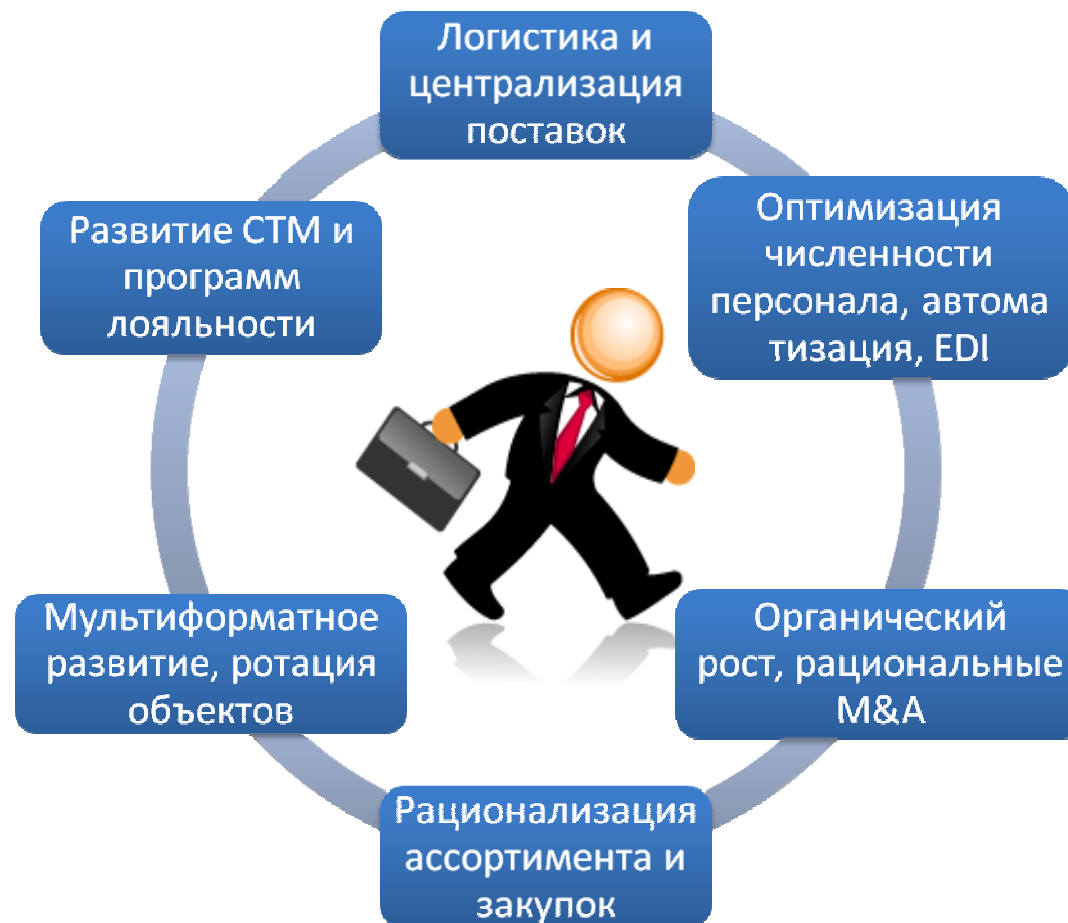 Логистика и
централизация
поставок
Оптимизация
численности
персонала, автома
тизация, EDI
Органический
рост, рациональные
M&A
Рационализация
ассортимента и
закупок
Мультиформатное
развитие, ротация
объектов
Развитие СТМ и
программ
лояльности